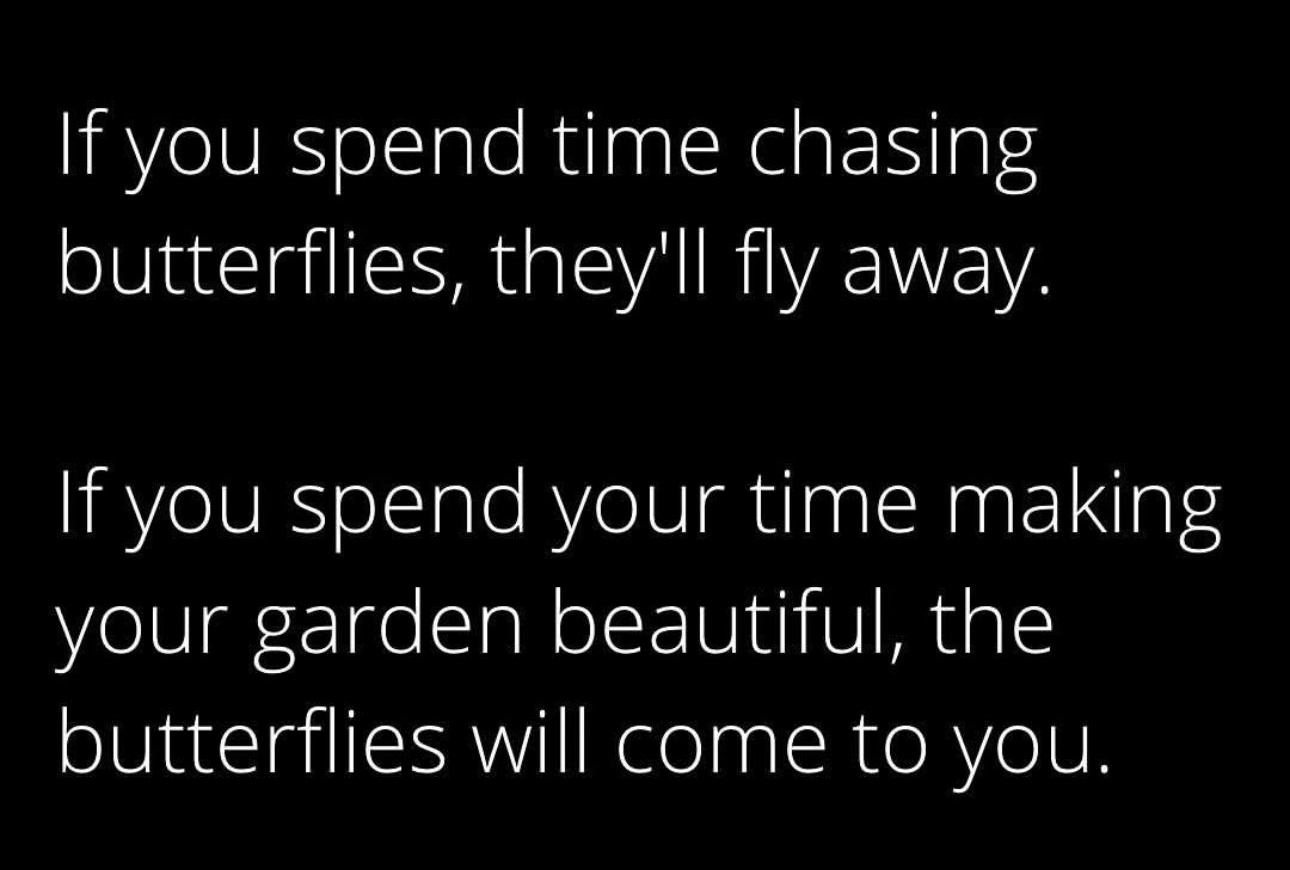 If you spend time chasing
butterflies, they'll fly away.
If you spend your time making
your garden beautiful, the
butterflies will come to you.